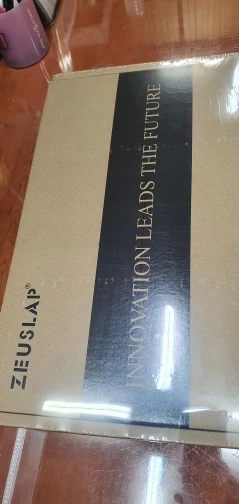 INNOVATION LEADS THE FUTURE
ZEUSLAP®